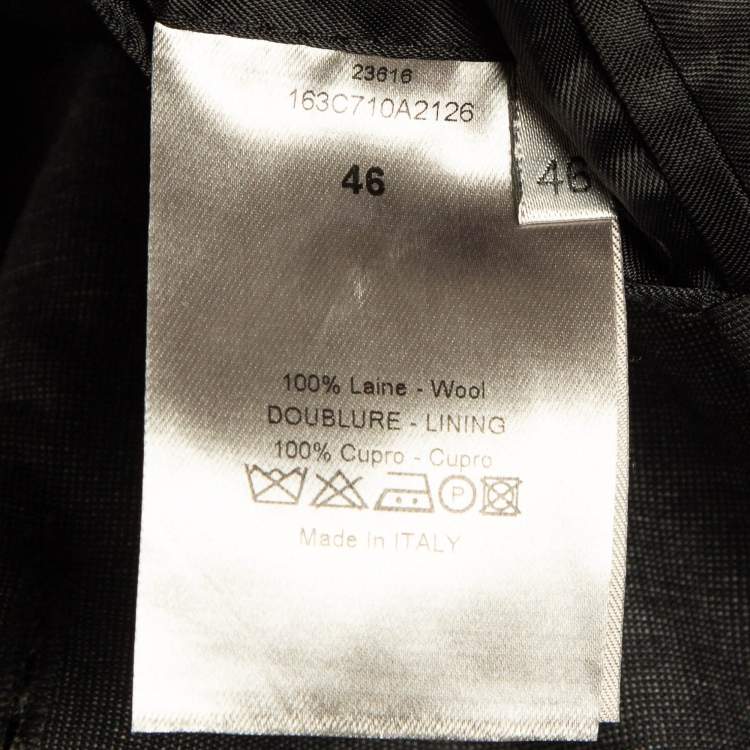 23616
163C710A2126
46
46
100% Laine - Wool
DOUBLURE - LINING
100% Cupro - Cupro
P
Made In ITALY